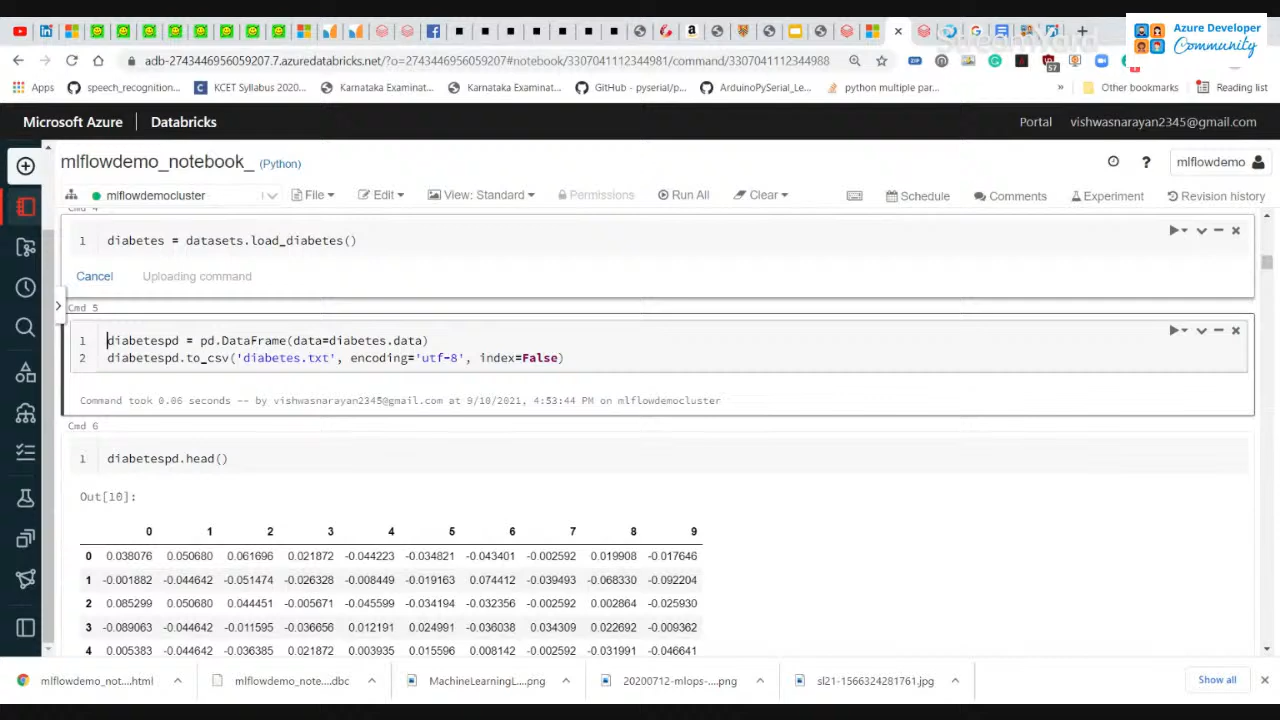 Azure Developer
Community
StreamYard
adb-2743446956059207.7.azuredatabricks.net/?o=2743446956059207#notebook/3307041112344981/command/3307041112344988
57
Apps
speech_recognition...
KCET Syllabus 2020...
Karnataka Examinat...
Karnataka Examinat...
GitHub - pyserial/p...
ArduinoPySerial_Le...
python multiple par...
»
Other bookmarks
Reading list
Microsoft Azure
Databricks
Portal
vishwasnarayan2345@gmail.com
mlflowdemo_notebook_ (Python)
mlflowdemo
mlflowdemocluster
File
Edit
View: Standard
Permissions
Run All
Clear
Schedule
Comments
Experiment
Revision history
Cmd 4
1 diabetes = datasets.load_diabetes()
Cancel Uploading command
Cmd 5
1 diabetespd = pd.DataFrame(data=diabetes.data)
2 diabetespd.to_csv('diabetes.txt', encoding='utf-8', index=False)
Command took 0.06 seconds -- by vishwasnarayan2345@gmail.com at 9/10/2021, 4:53:44 PM on mlflowdemocluster
Cmd 6
1 diabetespd.head()
Out[10]:
0 1 2 3 4 5 6 7 8 9
0 0.038076 0.050680 0.061696 0.021872 -0.044223 -0.034821 -0.043401 -0.002592 0.019908 -0.017646
1 -0.001882 -0.044642 -0.051474 -0.026328 -0.008449 -0.019163 0.074412 -0.039493 -0.068330 -0.092204
2 0.085299 0.050680 0.044451 -0.005671 -0.045599 -0.034194 -0.032356 -0.002592 0.002864 -0.025930
3 -0.089063 -0.044642 -0.011595 -0.036656 0.012191 0.024991 -0.036038 0.034309 0.022692 -0.009362
4 0.005383 -0.044642 -0.036385 0.021872 0.003935 0.015596 0.008142 -0.002592 -0.031991 -0.046641
mlflowdemo_not....html
mlflowdemo_note....dbc
MachineLearningL....png
20200712-mlops-....png
sl21-1566324281761.jpg
Show all